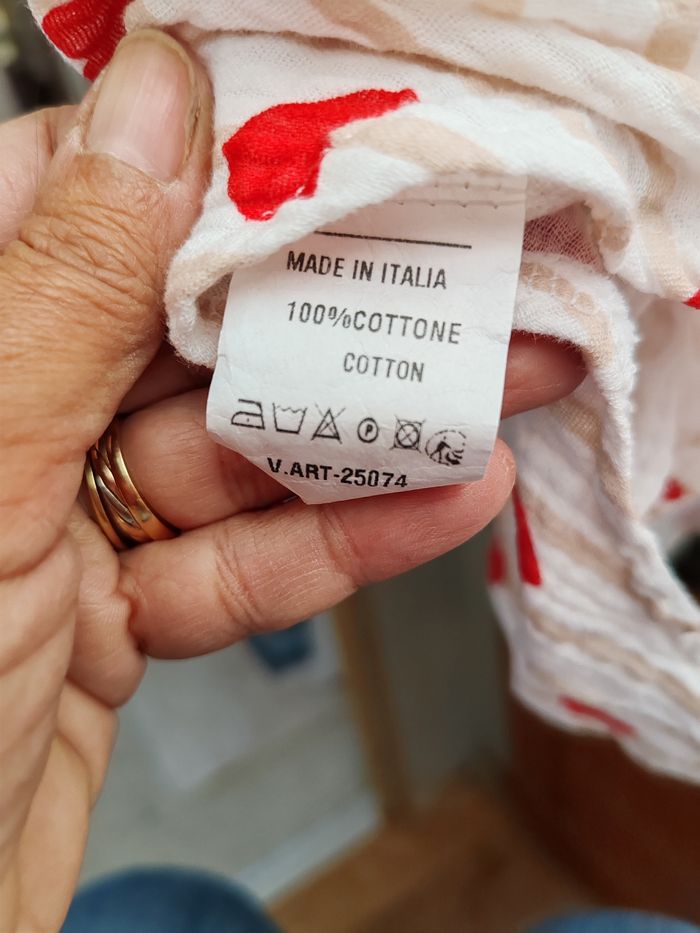 MADE IN ITALIA
100%COTTONE
COTTON
P
V.ART-25074